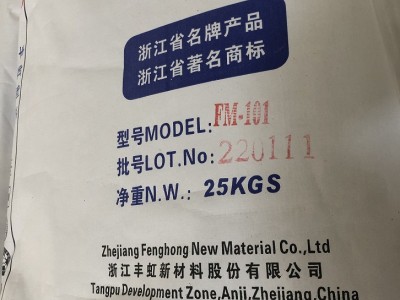 浙江省名牌产品
浙江省著名商标
型号MODEL: FM-101
批号LOT.No: 220111
净重N.W.: 25KGS
Zhejiang Fenghong New Material Co.,Ltd
浙江丰虹新材料股份有限公司
Tangpu Development Zone,Anji,Zhejiang,China